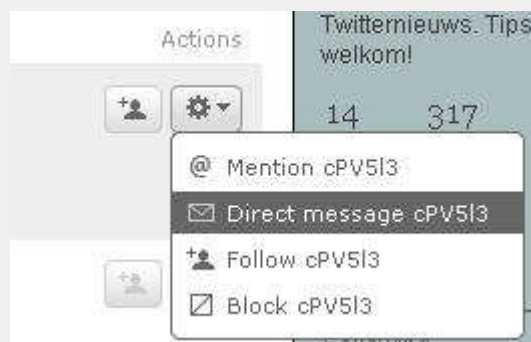 Actions
Twitternieuws. Tips
welkom!
14 317
@ Mention cPV5l3
Direct message cPV5l3
Follow cPV5l3
Block cPV5l3